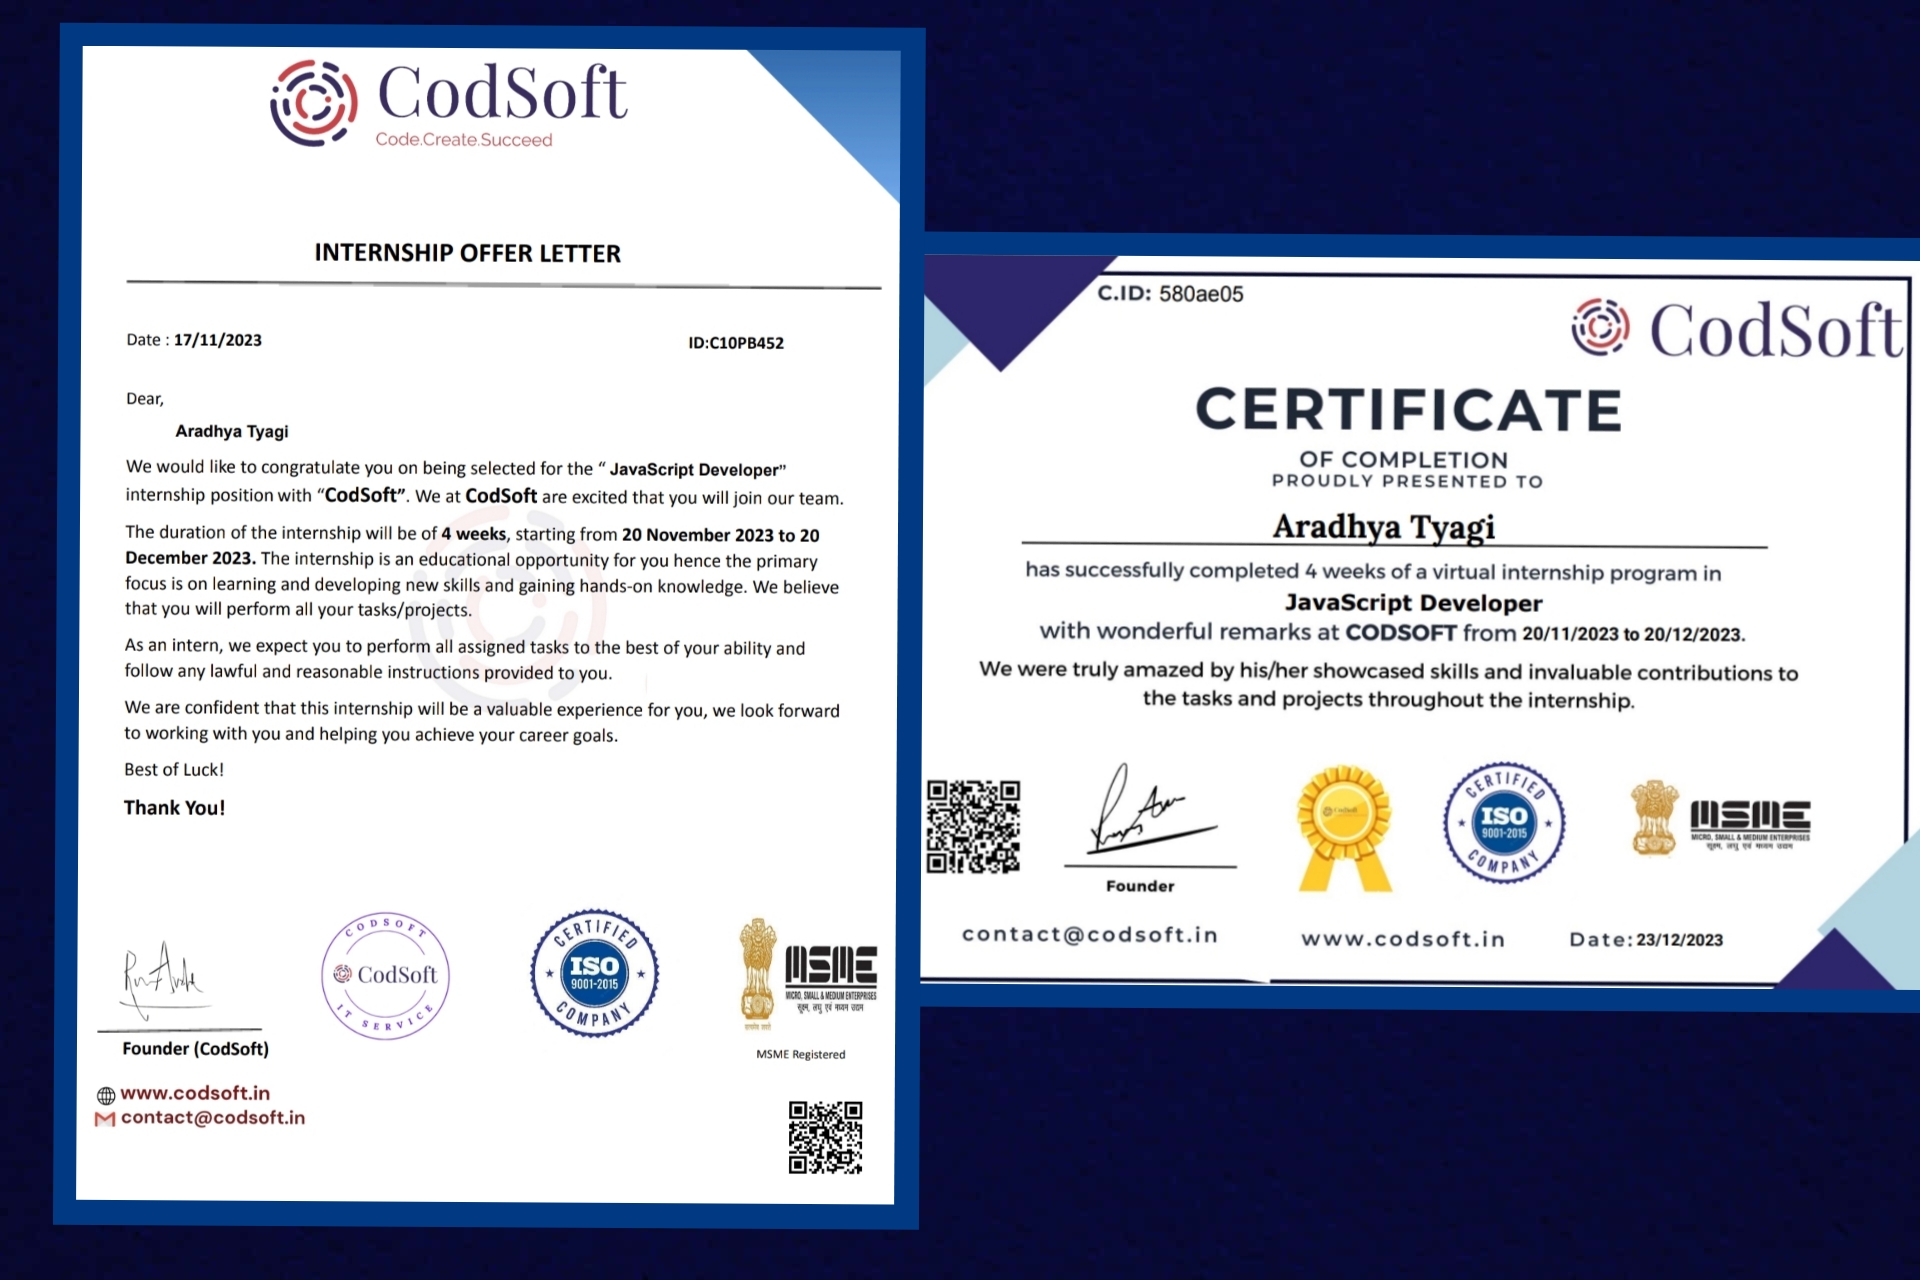 CodSoft
Code.Create.Succeed
INTERNSHIP OFFER LETTER
Date : 17/11/2023
ID:C10PB452
Dear,
Aradhya Tyagi
We would like to congratulate you on being selected for the “ JavaScript Developer”
internship position with “CodSoft”. We at CodSoft are excited that you will join our team.
The duration of the internship will be of 4 weeks, starting from 20 November 2023 to 20
December 2023. The internship is an educational opportunity for you hence the primary
focus is on learning and developing new skills and gaining hands-on knowledge. We believe
that you will perform all your tasks/projects.
As an intern, we expect you to perform all assigned tasks to the best of your ability and
follow any lawful and reasonable instructions provided to you.
We are confident that this internship will be a valuable experience for you, we look forward
to working with you and helping you achieve your career goals.
Best of Luck!
Thank You!
Founder (CodSoft)
CODSOFT
CodSoft
IT SERVICE
CERTIFIED
ISO
9001-2015
COMPANY
MSME
MICRO, SMALL & MEDIUM ENTERPRISES
सूक्ष्म, लघु एवं मध्यम उद्यम
MSME Registered
www.codsoft.in
contact@codsoft.in
C.ID: 580ae05
CodSoft
CERTIFICATE
OF COMPLETION
PROUDLY PRESENTED TO
Aradhya Tyagi
has successfully completed 4 weeks of a virtual internship program in
JavaScript Developer
with wonderful remarks at CODSOFT from 20/11/2023 to 20/12/2023.
We were truly amazed by his/her showcased skills and invaluable contributions to
the tasks and projects throughout the internship.
Founder
CodSoft
CERTIFIED
ISO
9001-2015
COMPANY
MSME
MICRO, SMALL & MEDIUM ENTERPRISES
सूक्ष्म, लघु एवं मध्यम उद्यम
contact@codsoft.in
www.codsoft.in
Date: 23/12/2023